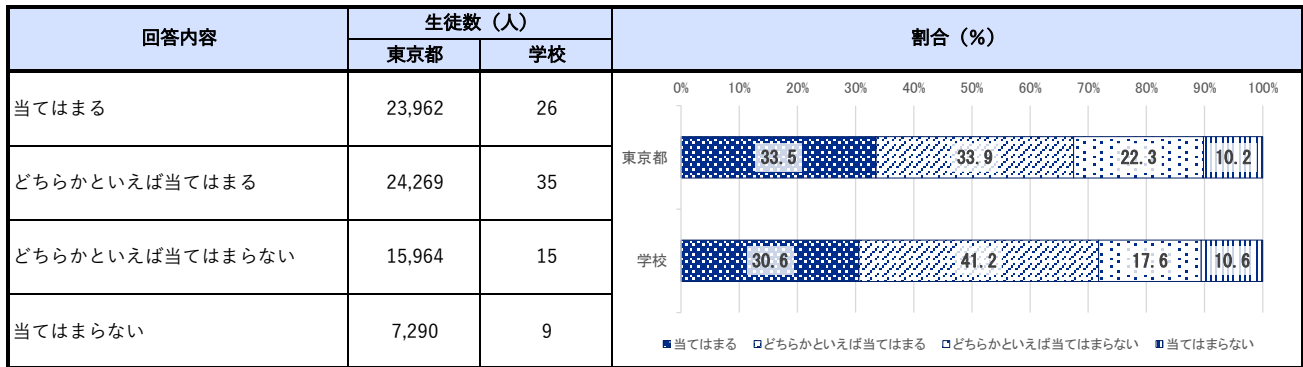 回答内容 生徒数（人） 割合（%）
東京都 学校
当てはまる 23,962 26
どちらかといえば当てはまる 24,269 35
どちらかといえば当てはまらない 15,964 15
当てはまらない 7,290 9
0% 10% 20% 30% 40% 50% 60% 70% 80% 90% 100%
東京都 33.5 33.9 22.3 10.2
学校 30.6 41.2 17.6 10.6
当てはまる どちらかといえば当てはまる どちらかといえば当てはまらない 当てはまらない